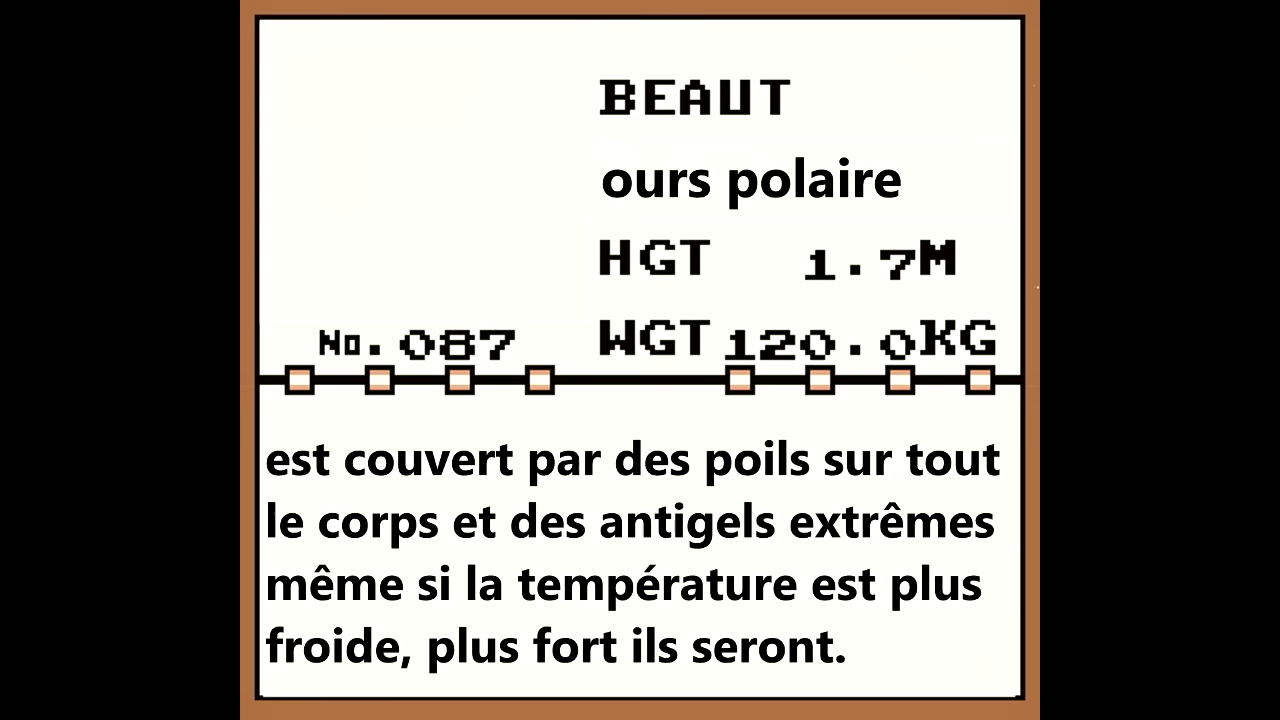 BEAUT
ours polaire
HGT 1.7M
WGT 120.0KG
No.087
est couvert par des poils sur tout
le corps et des antigels extrêmes
même si la température est plus
froide, plus fort ils seront.